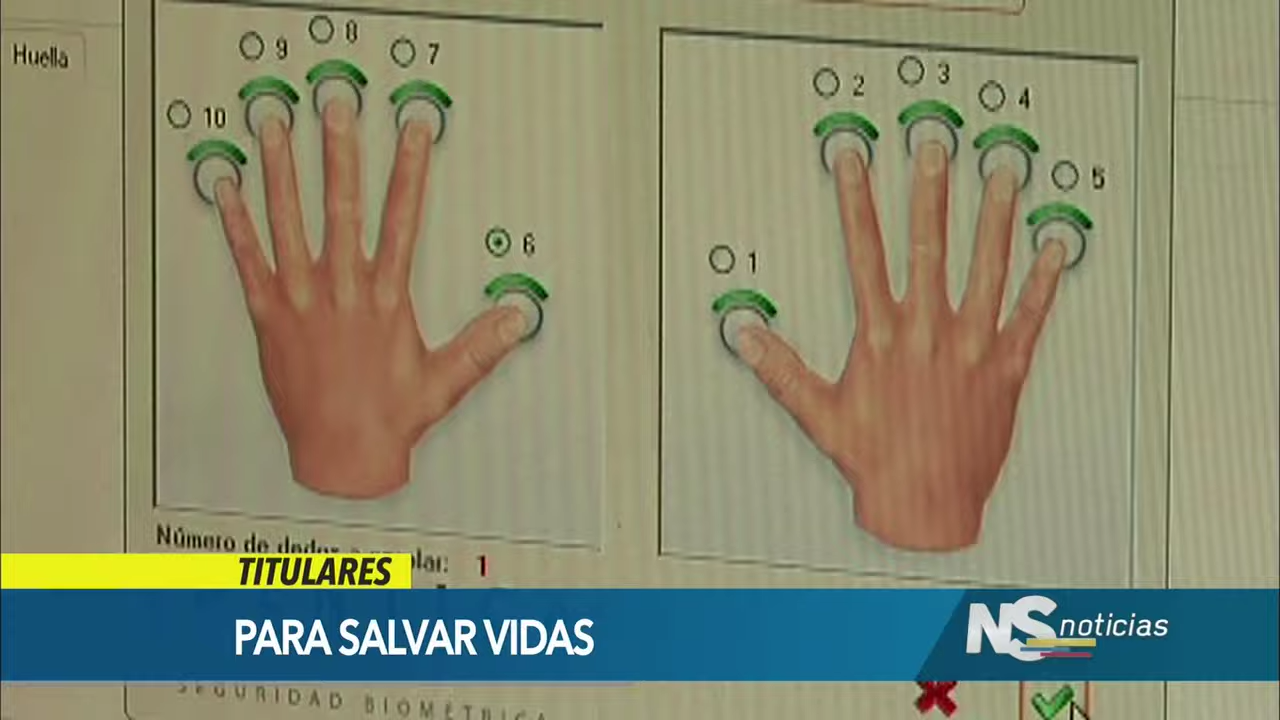 Huella
10
9
8
7
6
1
2
3
4
5
Número de dedos a enrolar: 1
TITULARES
PARA SALVAR VIDAS
NS noticias
SEGURIDAD BIOMÉTRICA